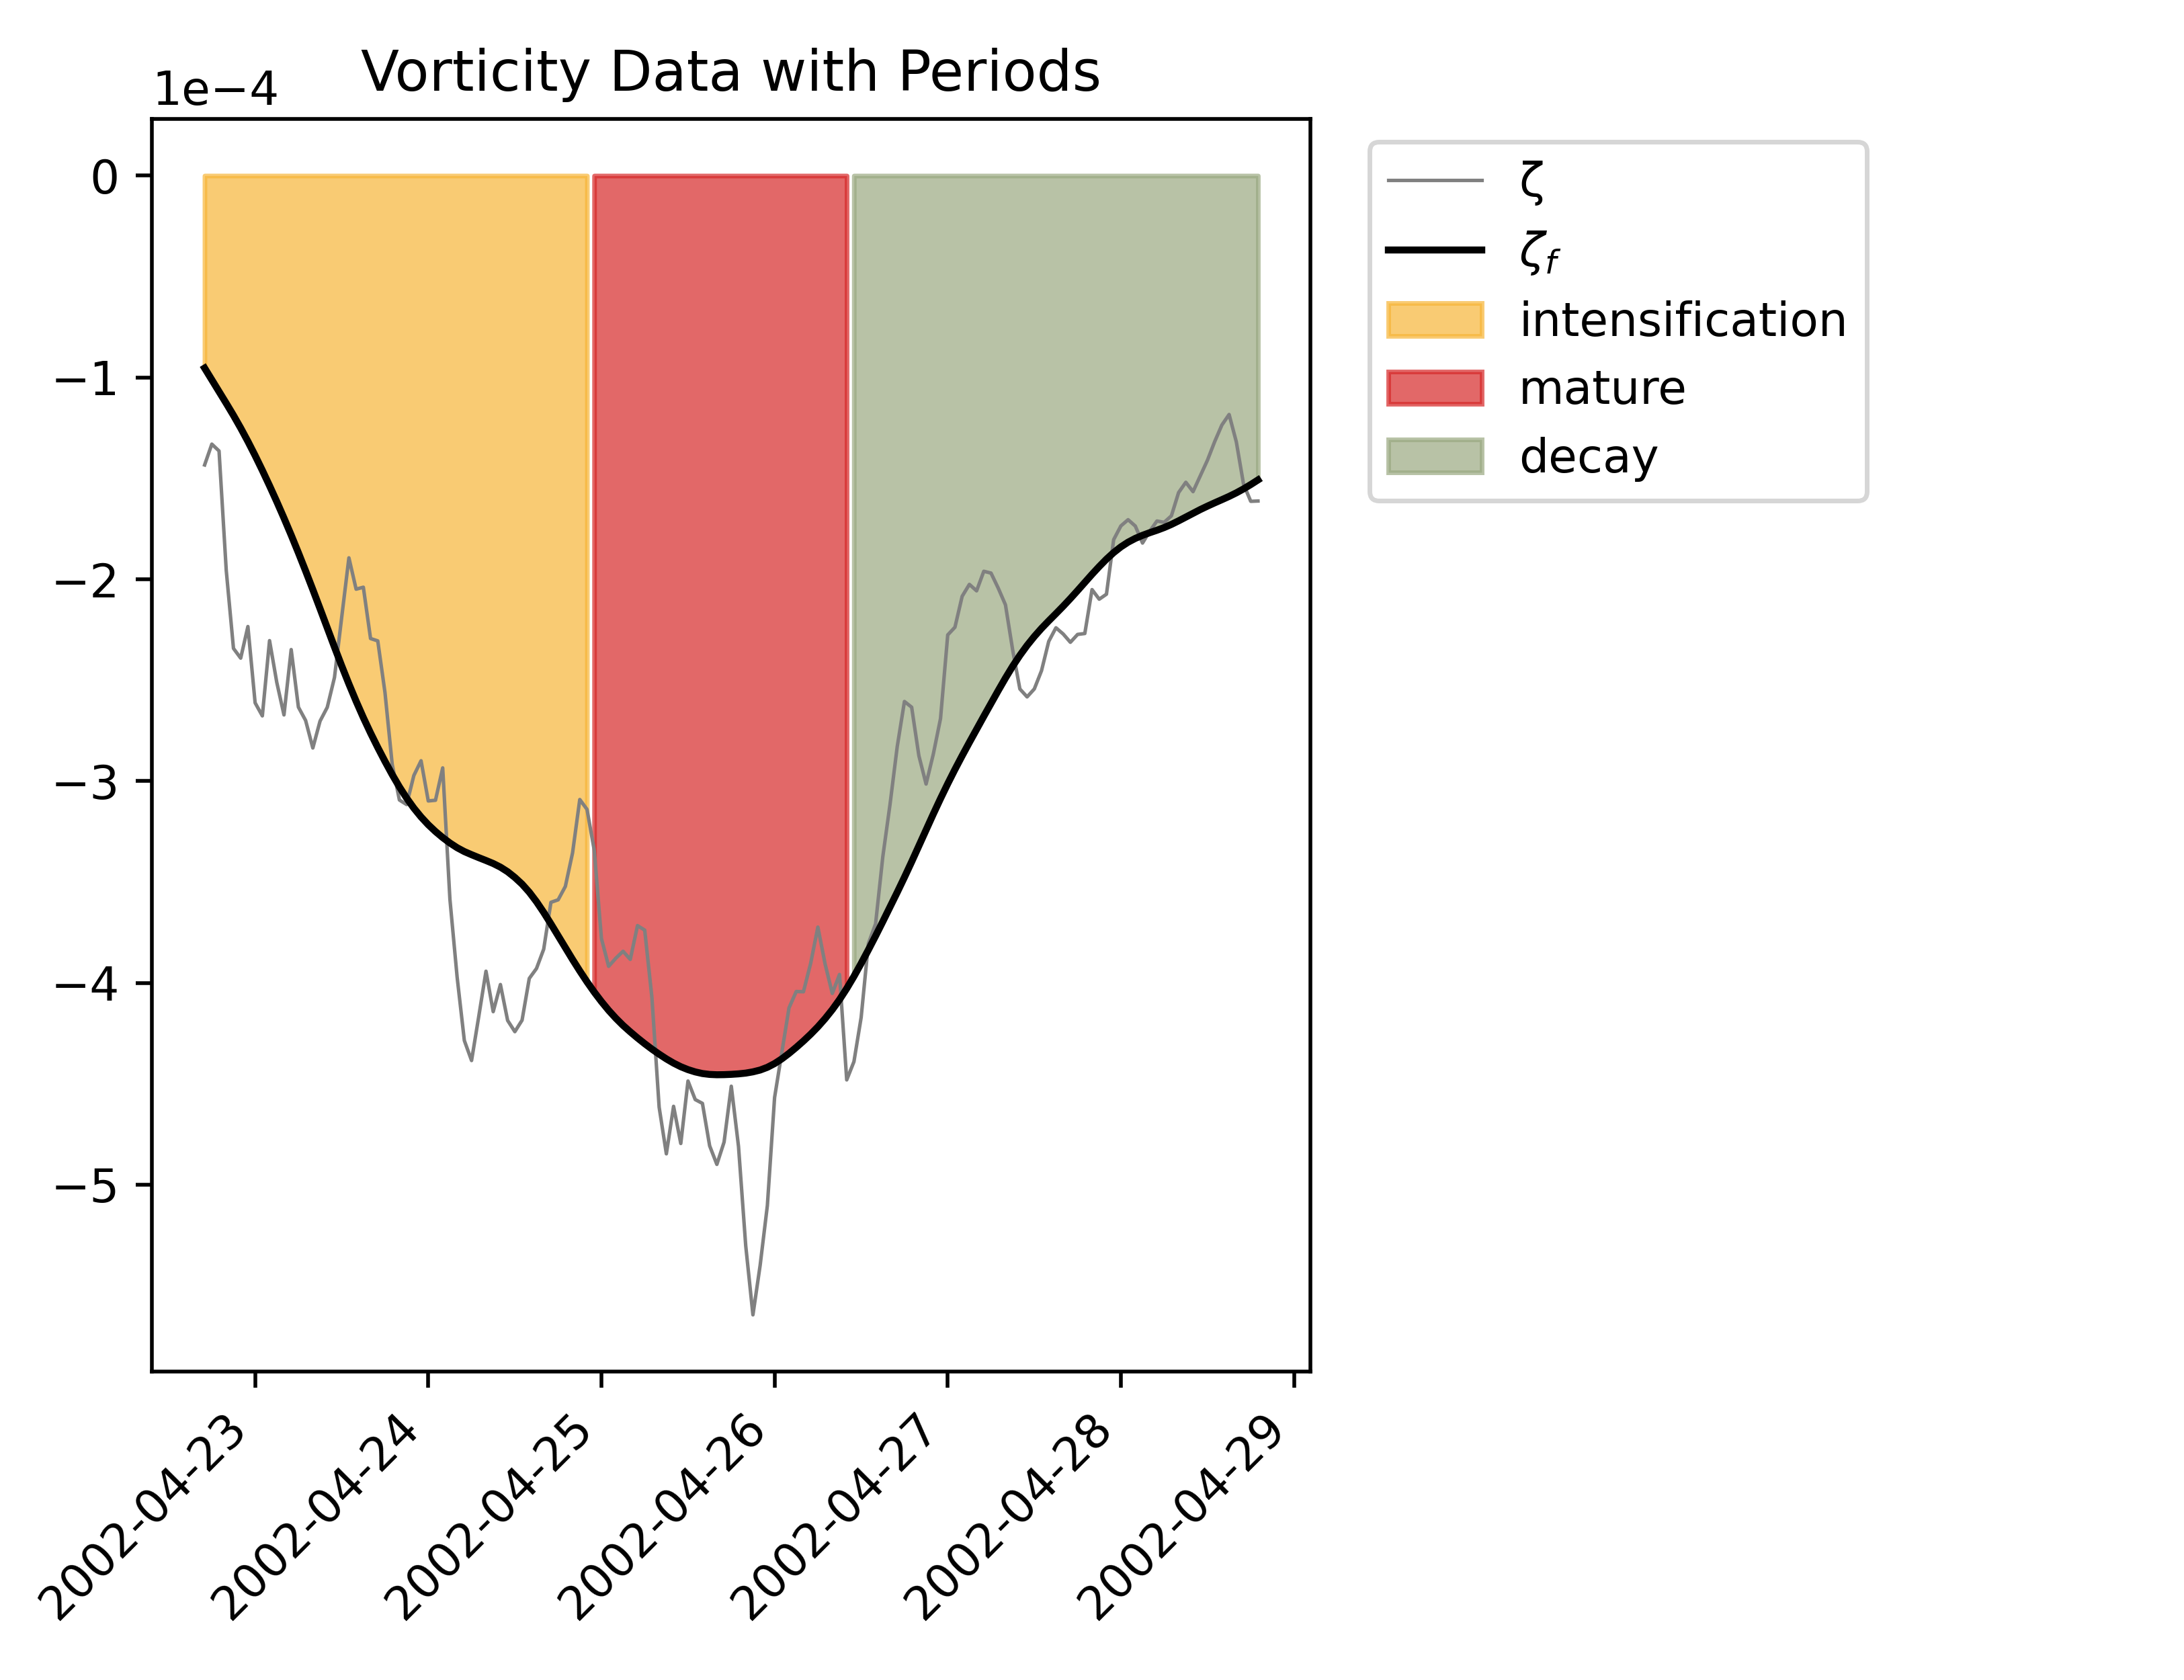 Vorticity Data with Periods
1e−4
0
−1
−2
−3
−4
−5
2002-04-23
2002-04-24
2002-04-25
2002-04-26
2002-04-27
2002-04-28
2002-04-29
ζ
ζf
intensification
mature
decay